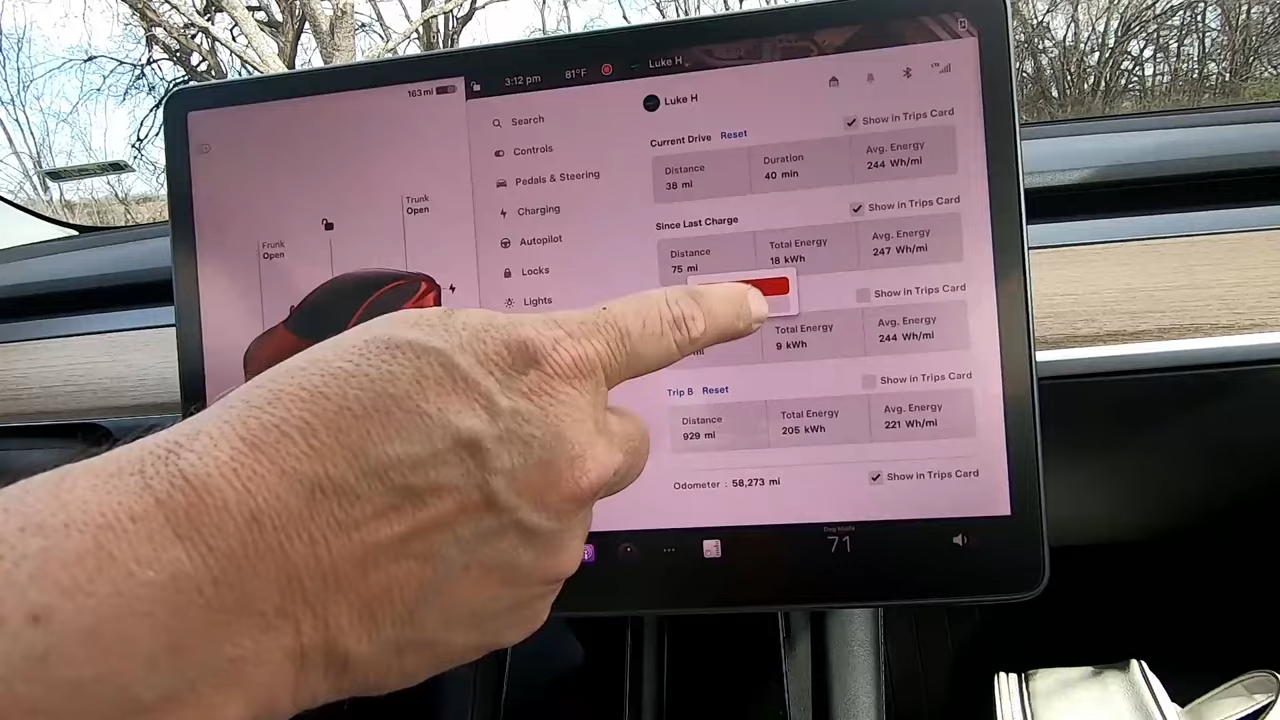 163 mi
3:12 pm
81°F
Luke H
Search
Controls
Pedals & Steering
Charging
Autopilot
Locks
Lights
Trunk
Open
Frunk
Open
Luke H
Current Drive Reset
Show in Trips Card
Distance
38 mi
Duration
40 min
Avg. Energy
244 Wh/mi
Since Last Charge
Show in Trips Card
Distance
75 mi
Total Energy
18 kWh
Avg. Energy
247 Wh/mi
Show in Trips Card
mi
Total Energy
9 kWh
Avg. Energy
244 Wh/mi
Trip B Reset
Show in Trips Card
Distance
929 mi
Total Energy
205 kWh
Avg. Energy
221 Wh/mi
Odometer : 58,273 mi
Show in Trips Card
Dog Mode
71